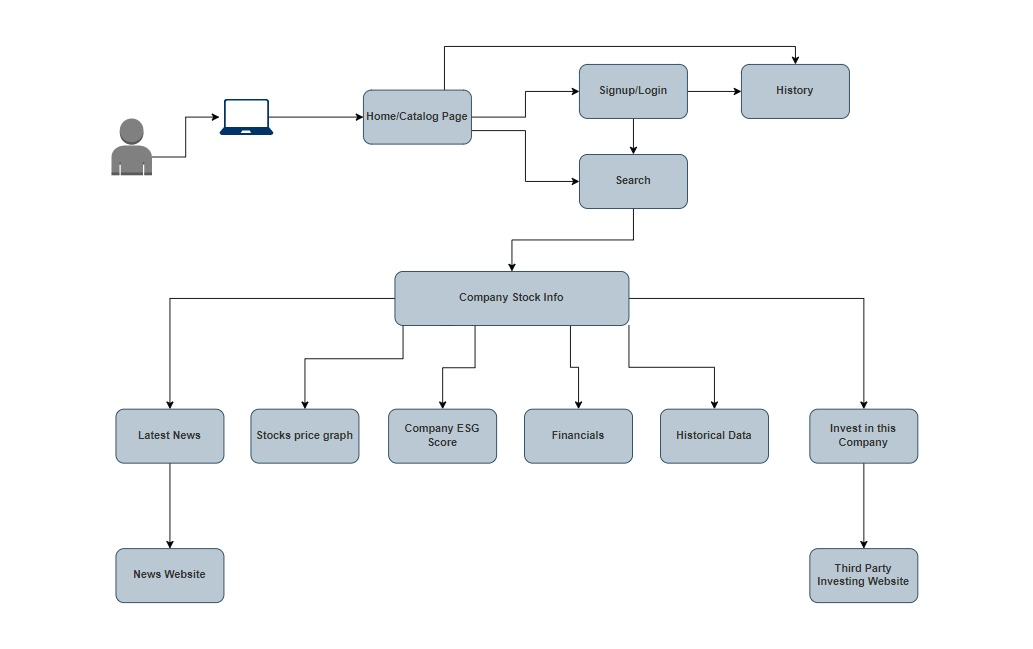 Signup/Login
History
Home/Catalog Page
Search
Company Stock Info
Latest News
Stocks price graph
Company ESG
Score
Financials
Historical Data
Invest in this
Company
News Website
Third Party
Investing Website